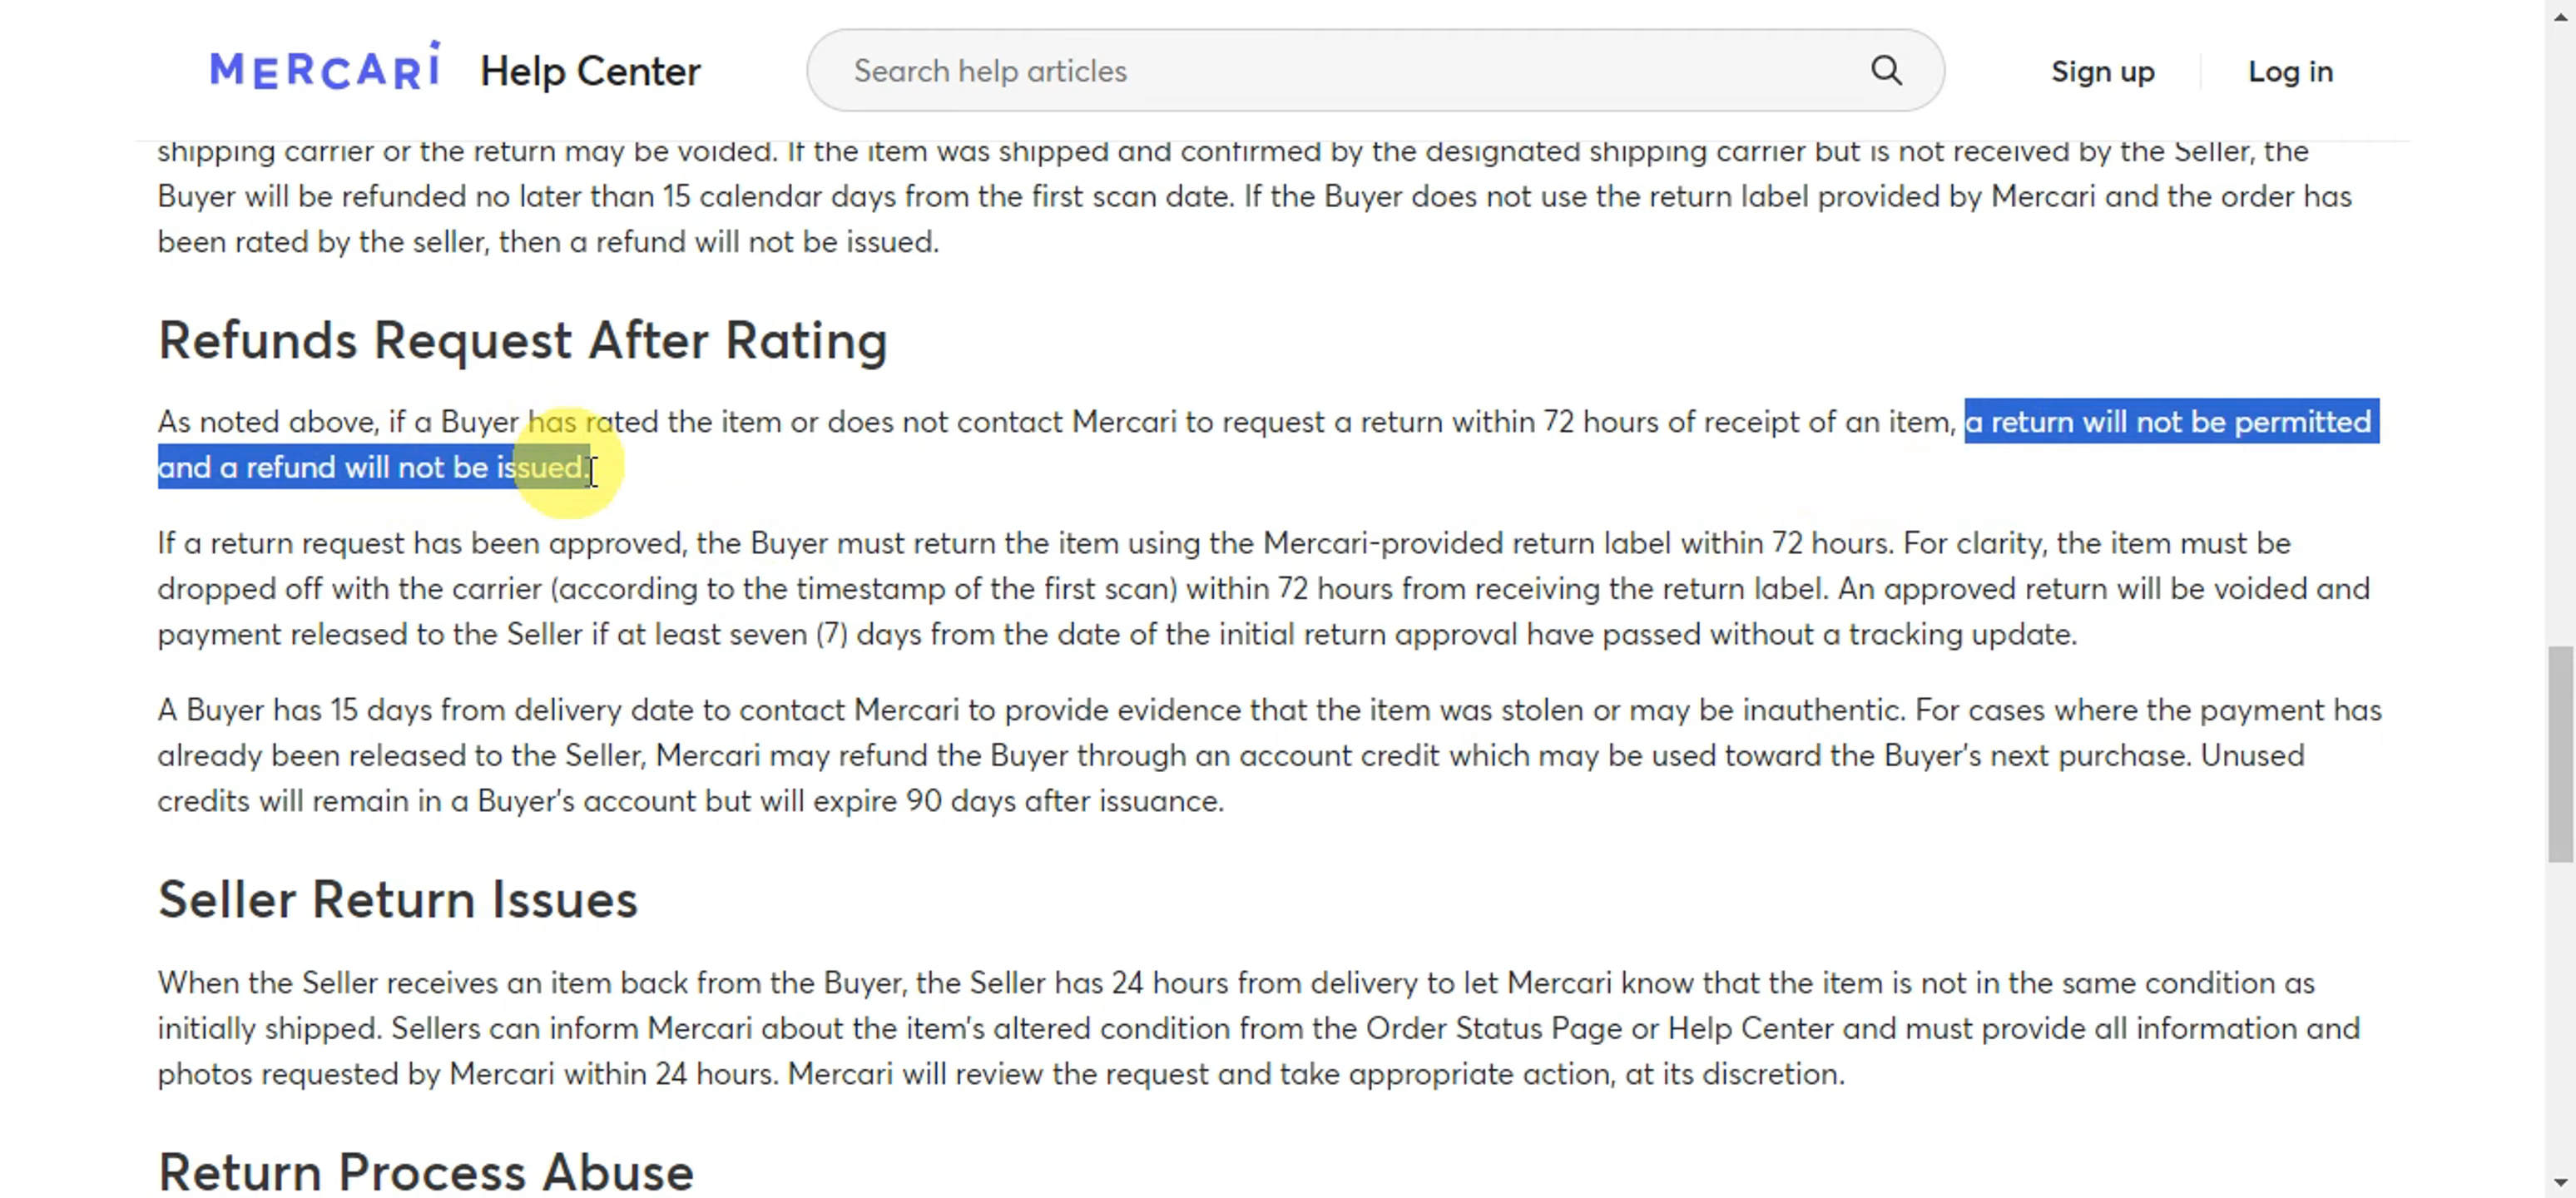 MERCARI Help Center Search help articles Sign up Log in
shipping carrier or the return may be voided. If the item was shipped and confirmed by the designated shipping carrier but is not received by the Seller, the
Buyer will be refunded no later than 15 calendar days from the first scan date. If the Buyer does not use the return label provided by Mercari and the order has
been rated by the seller, then a refund will not be issued.
Refunds Request After Rating
As noted above, if a Buyer has rated the item or does not contact Mercari to request a return within 72 hours of receipt of an item, a return will not be permitted
and a refund will not be issued.
If a return request has been approved, the Buyer must return the item using the Mercari-provided return label within 72 hours. For clarity, the item must be
dropped off with the carrier (according to the timestamp of the first scan) within 72 hours from receiving the return label. An approved return will be voided and
payment released to the Seller if at least seven (7) days from the date of the initial return approval have passed without a tracking update.
A Buyer has 15 days from delivery date to contact Mercari to provide evidence that the item was stolen or may be inauthentic. For cases where the payment has
already been released to the Seller, Mercari may refund the Buyer through an account credit which may be used toward the Buyer's next purchase. Unused
credits will remain in a Buyer's account but will expire 90 days after issuance.
Seller Return Issues
When the Seller receives an item back from the Buyer, the Seller has 24 hours from delivery to let Mercari know that the item is not in the same condition as
initially shipped. Sellers can inform Mercari about the item's altered condition from the Order Status Page or Help Center and must provide all information and
photos requested by Mercari within 24 hours. Mercari will review the request and take appropriate action, at its discretion.
Return Process Abuse